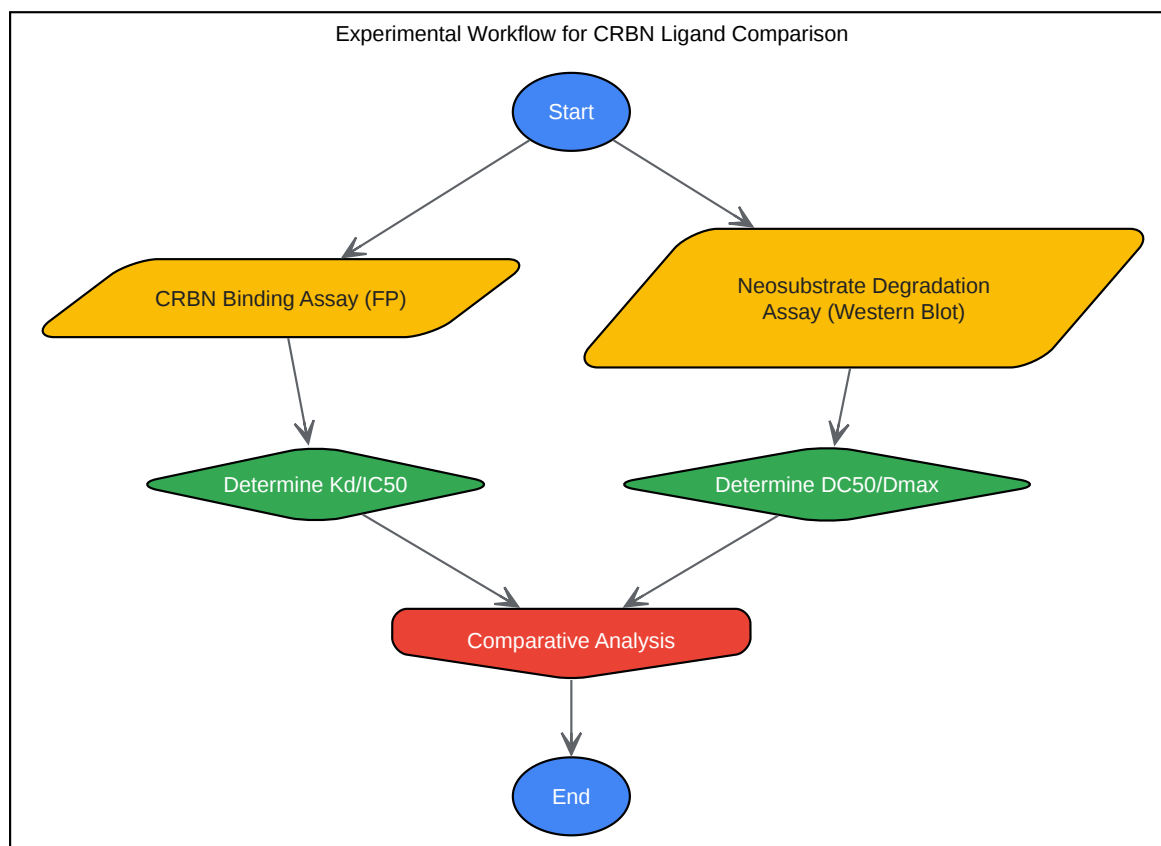 Experimental Workflow for CRBN Ligand Comparison
Start
CRBN Binding Assay (FP)
Neosubstrate Degradation
Assay (Western Blot)
Determine Kd/IC50
Determine DC50/Dmax
Comparative Analysis
End